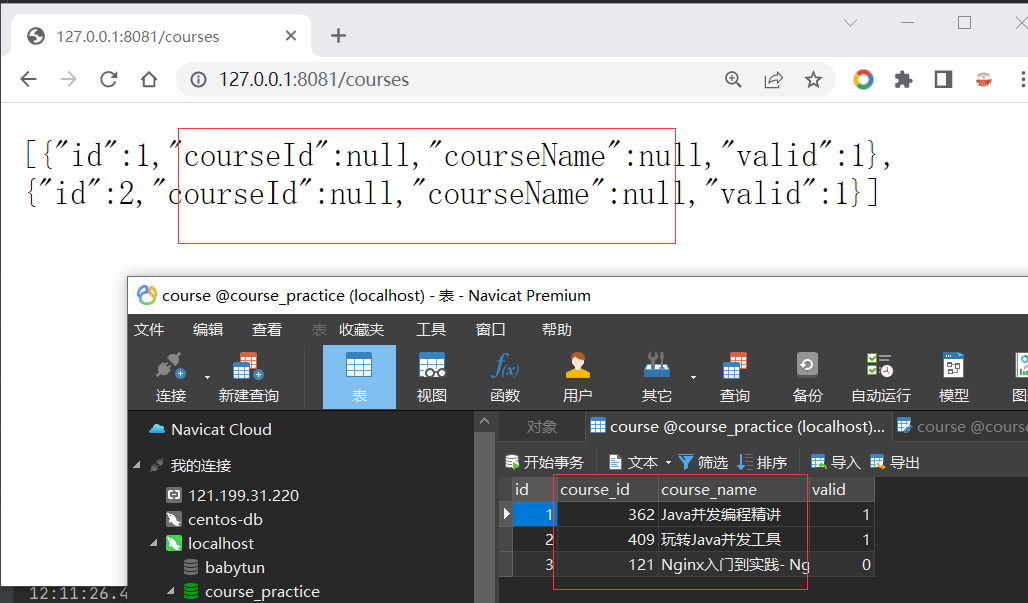 127.0.0.1:8081/courses
127.0.0.1:8081/courses
[{"id":1,"courseId":null,"courseName":null,"valid":1},
{"id":2,"courseId":null,"courseName":null,"valid":1}]
course @course_practice (localhost) - 表 - Navicat Premium
文件 编辑 查看 表 收藏夹 工具 窗口 帮助
连接 新建查询 表 视图 函数 用户 其它 查询 备份 自动运行 模型 图
Navicat Cloud
我的连接
121.199.31.220
centos-db
localhost
babytun
course_practice
对象 course @course_practice (localhost)... course @cours
开始事务 文本 筛选 排序 导入 导出
id course_id course_name valid
1 362 Java并发编程精讲 1
2 409 玩转Java并发工具 1
3 121 Nginx入门到实践- Ng 0
12:11:26.4